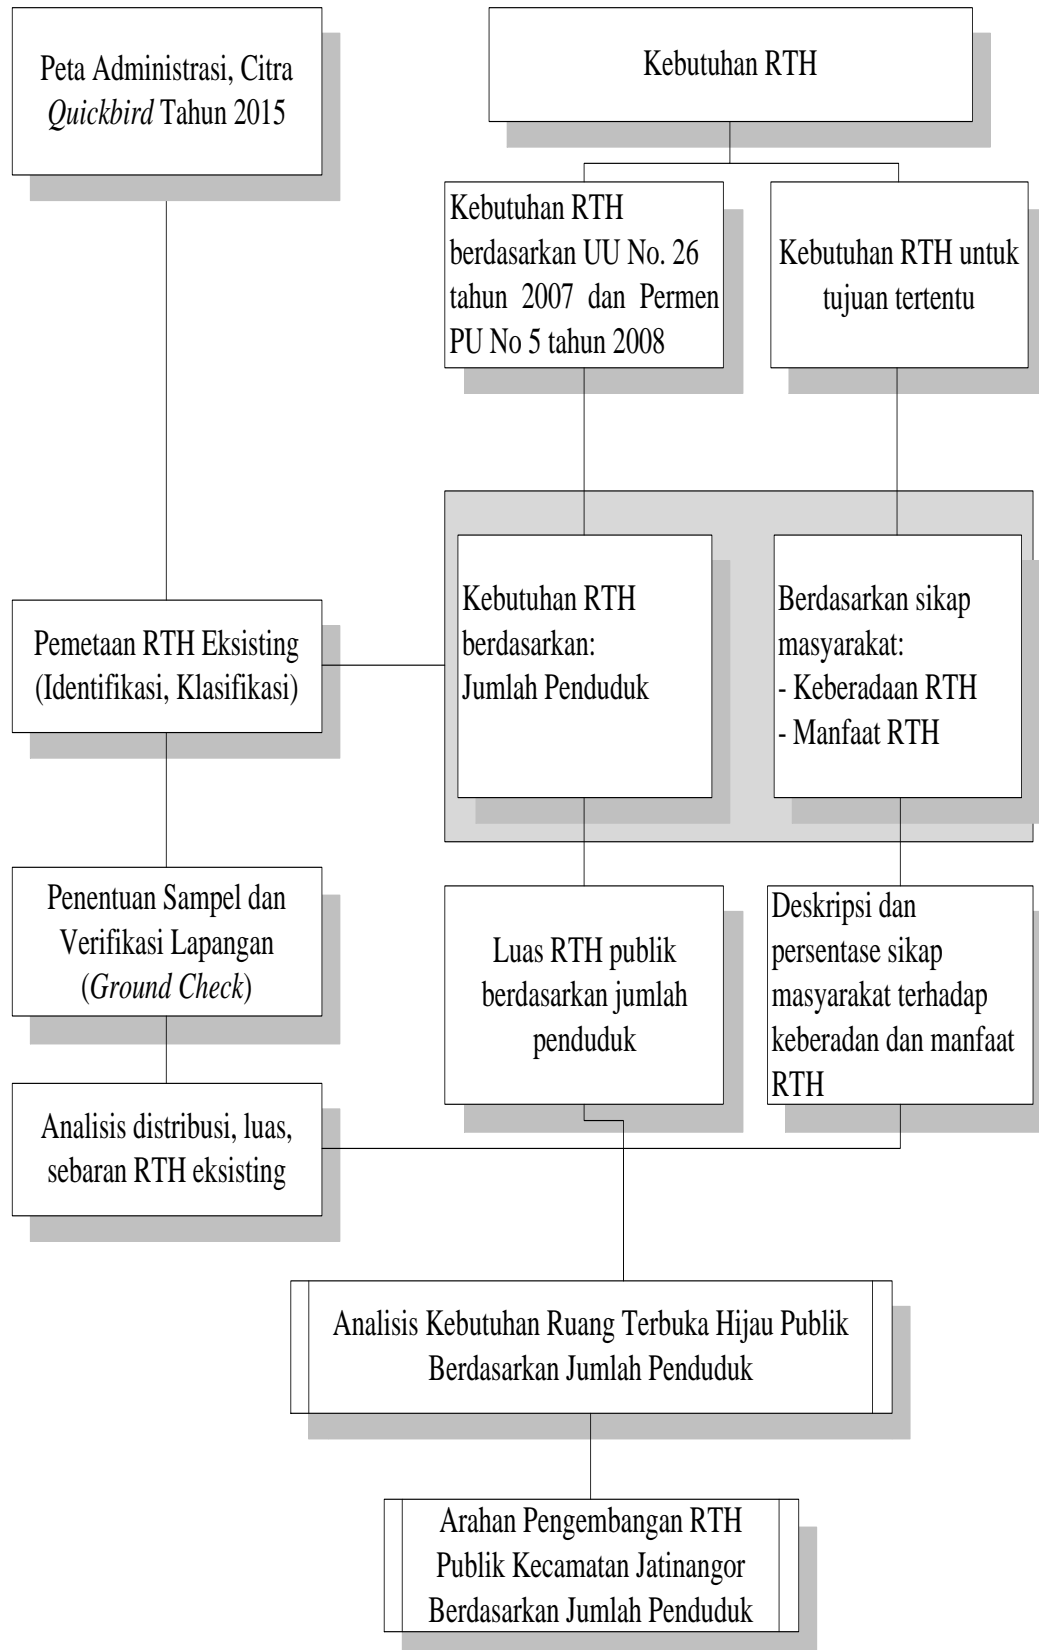 Peta Administrasi, Citra
Quickbird Tahun 2015
Kebutuhan RTH
Kebutuhan RTH
berdasarkan UU No. 26
tahun 2007 dan Permen
PU No 5 tahun 2008
Kebutuhan RTH untuk
tujuan tertentu
Pemetaan RTH Eksisting
(Identifikasi, Klasifikasi)
Kebutuhan RTH
berdasarkan:
Jumlah Penduduk
Berdasarkan sikap
masyarakat:
- Keberadaan RTH
- Manfaat RTH
Penentuan Sampel dan
Verifikasi Lapangan
(Ground Check)
Luas RTH publik
berdasarkan jumlah
penduduk
Deskripsi dan
persentase sikap
masyarakat terhadap
keberadan dan manfaat
RTH
Analisis distribusi, luas,
sebaran RTH eksisting
Analisis Kebutuhan Ruang Terbuka Hijau Publik
Berdasarkan Jumlah Penduduk
Arahan Pengembangan RTH
Publik Kecamatan Jatinangor
Berdasarkan Jumlah Penduduk